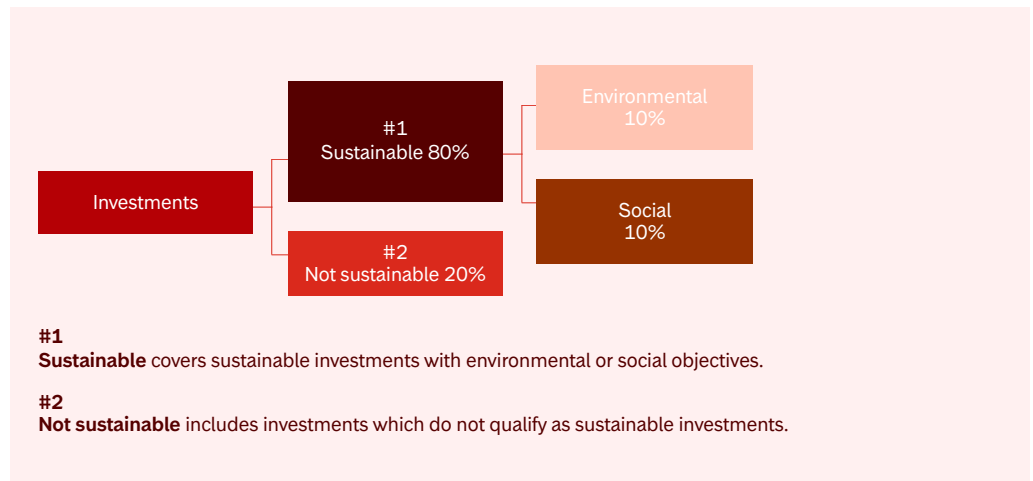 Investments
#1
Sustainable 80%
#2
Not sustainable 20%
Environmental
10%
Social
10%
#1
Sustainable covers sustainable investments with environmental or social objectives.
#2
Not sustainable includes investments which do not qualify as sustainable investments.